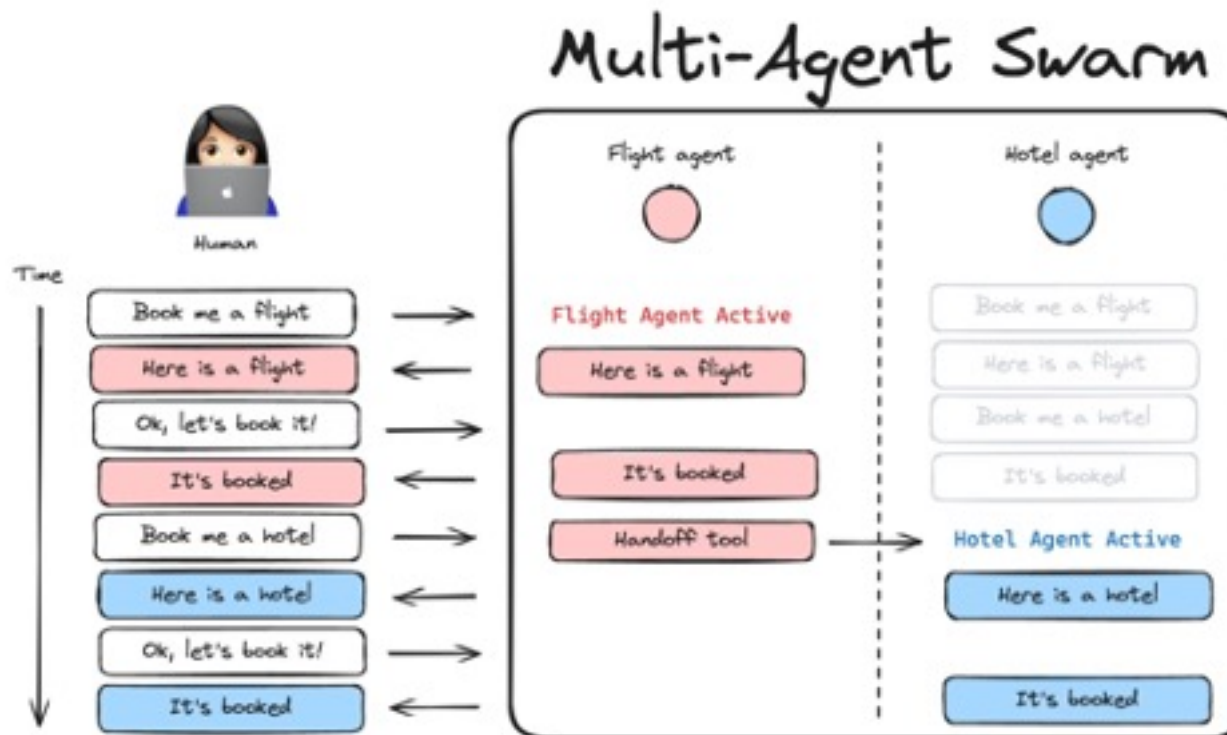 Multi-Agent Swarm
Flight agent
Hotel agent
Human
Time
Book me a flight
Flight Agent Active
Book me a flight
Here is a flight
Here is a flight
Here is a flight
Ok, let's book it!
Book me a hotel
It's booked
It's booked
It's booked
Book me a hotel
Handoff tool
Hotel Agent Active
Here is a hotel
Here is a hotel
Ok, let's book it!
It's booked
It's booked